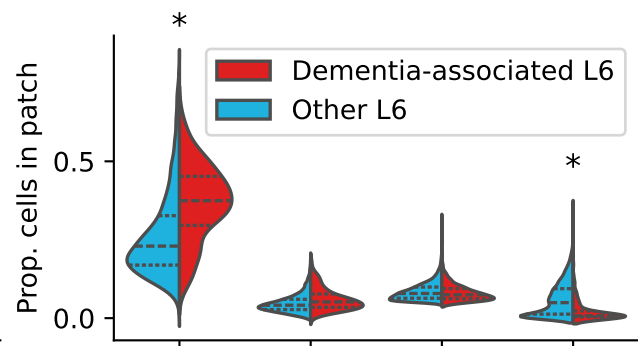 *
Dementia-associated L6
Other L6
*
Prop. cells in patch
0.5
0.0